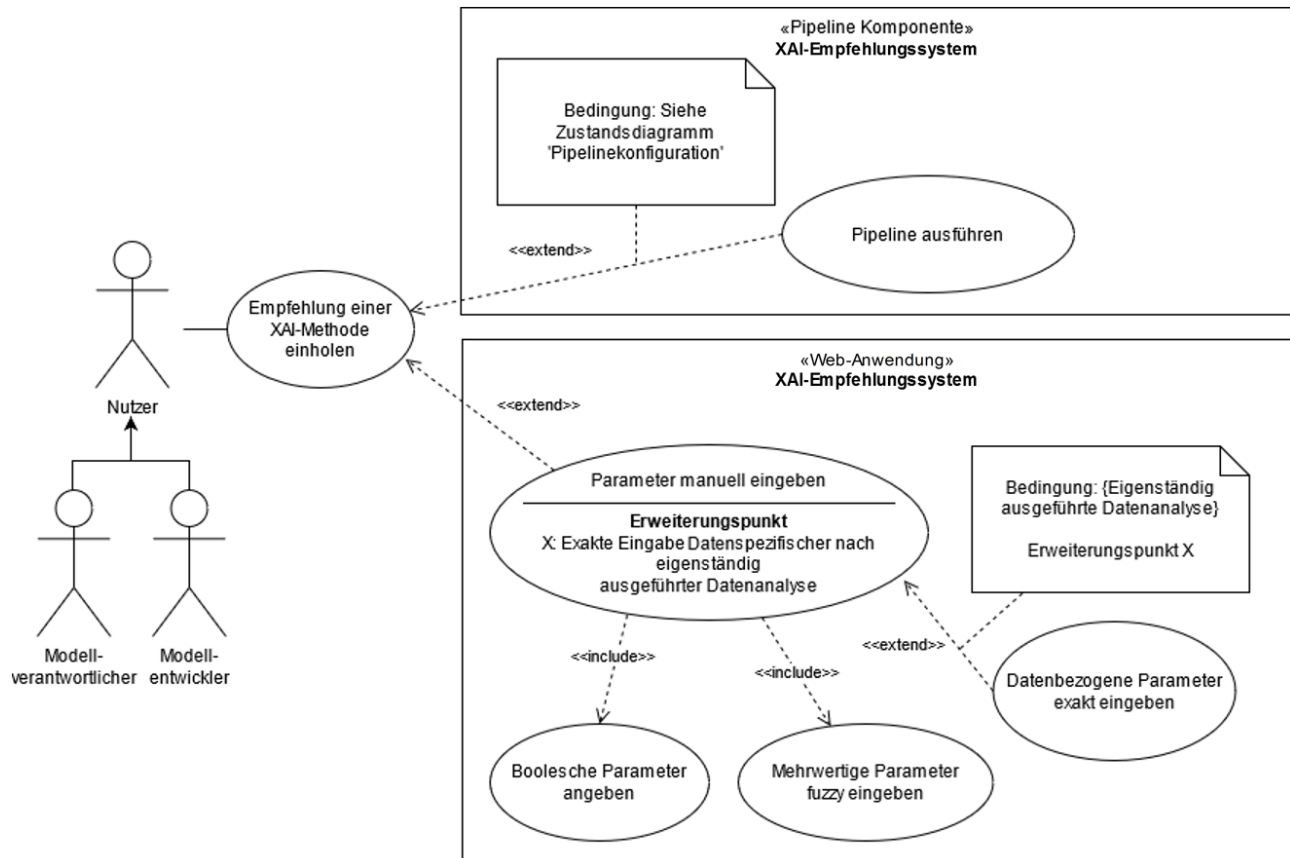 «Pipeline Komponente»
XAI-Empfehlungssystem
Bedingung: Siehe
Zustandsdiagramm
'Pipelinekonfiguration'
<<extend>>
Pipeline ausführen
Empfehlung einer
XAI-Methode
einholen
Nutzer
Modell-
verantwortlicher
Modell-
entwickler
«Web-Anwendung»
XAI-Empfehlungssystem
<<extend>>
Parameter manuell eingeben
Erweiterungspunkt
X: Exakte Eingabe Datenspezifischer nach
eigenständig
ausgeführter Datenanalyse
Bedingung: {Eigenständig
ausgeführte Datenanalyse}
Erweiterungspunkt X
<<extend>>
<<include>>
<<include>>
Datenbezogene Parameter
exakt eingeben
Boolesche Parameter
angeben
Mehrwertige Parameter
fuzzy eingeben